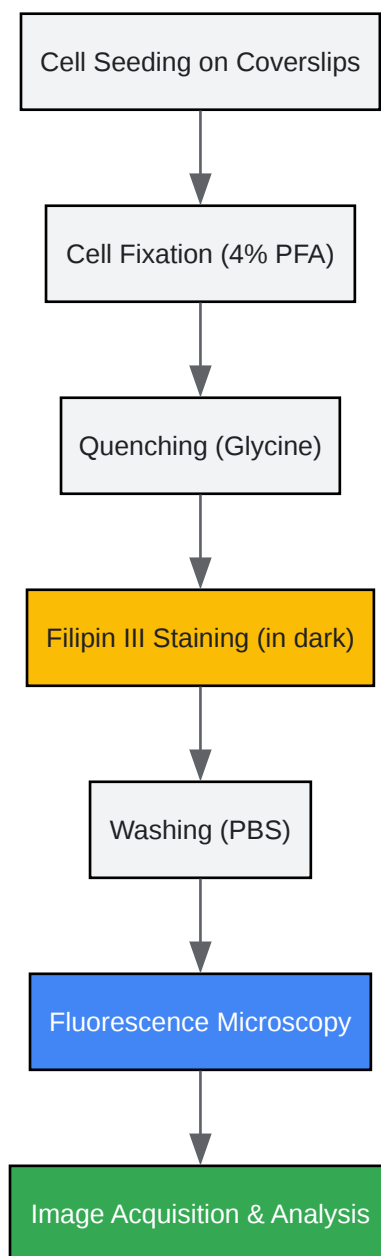 Cell Seeding on Coverslips
Cell Fixation (4% PFA)
Quenching (Glycine)
Filipin III Staining (in dark)
Washing (PBS)
Fluorescence Microscopy
Image Acquisition & Analysis